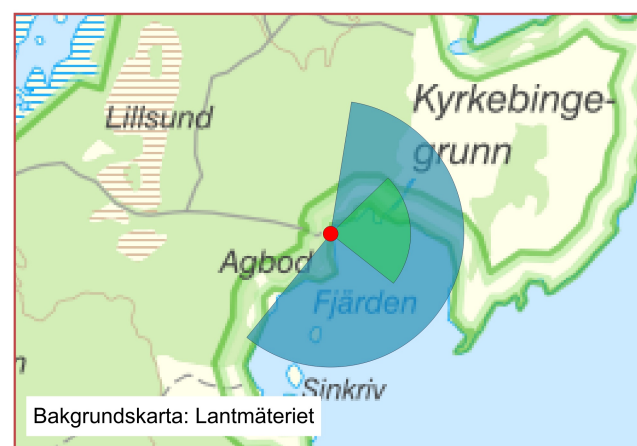 Kyrkebinge-
grunn
Lillsund
Agbod
Fjärden
n
Sinkriv
Bakgrundskarta: Lantmäteriet